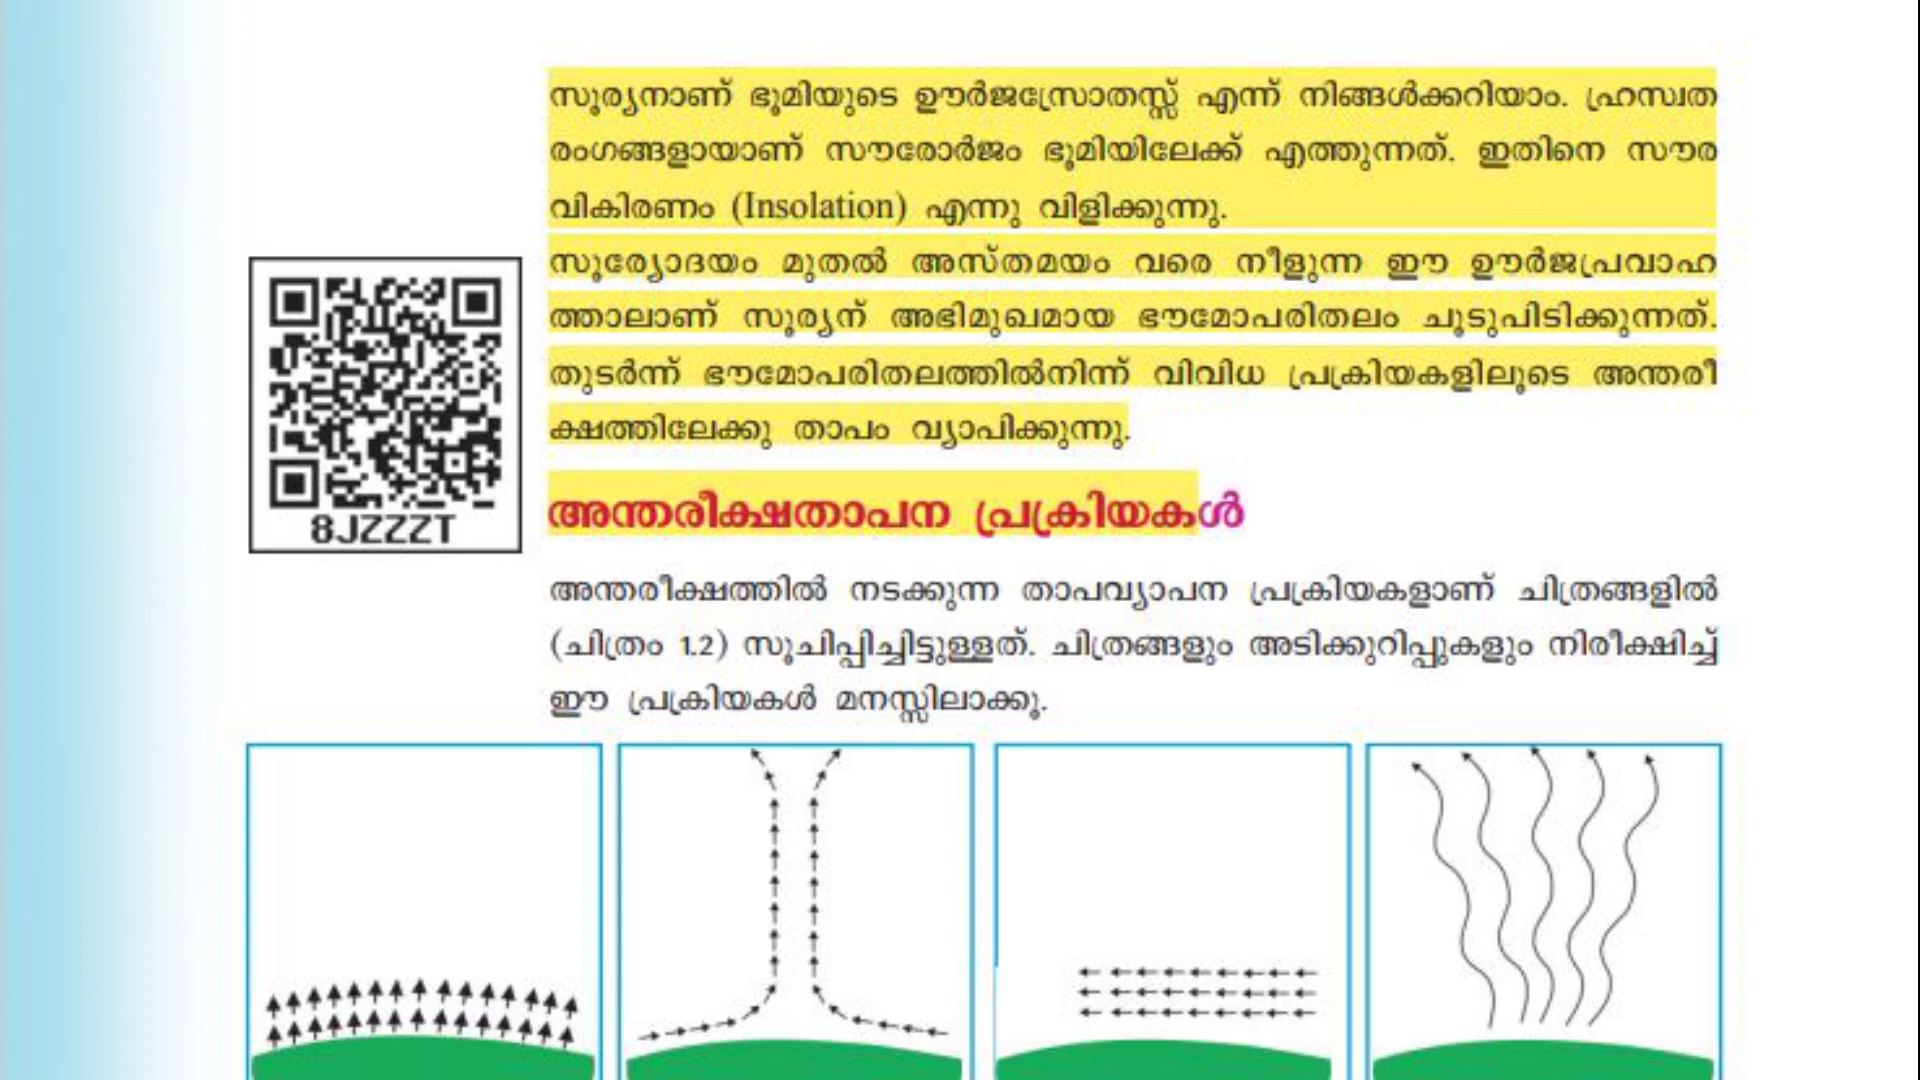 സൂര്യനാണ് ഭൂമിയുടെ ഊർജസ്രോതസ്സ് എന്ന് നിങ്ങൾക്കറിയാം. ഹ്രസ്വത
രംഗങ്ങളായാണ് സൗരോർജം ഭൂമിയിലേക്ക് എത്തുന്നത്. ഇതിനെ സൗര
വികിരണം (Insolation) എന്നു വിളിക്കുന്നു.
സൂര്യോദയം മുതൽ അസ്തമയം വരെ നീളുന്ന ഈ ഊർജപ്രവാഹ
ത്താലാണ് സൂര്യന് അഭിമുഖമായ ഭൗമോപരിതലം ചൂടുപിടിക്കുന്നത്.
തുടർന്ന് ഭൗമോപരിതലത്തിൽനിന്ന് വിവിധ പ്രക്രിയകളിലൂടെ അന്തരീ
ക്ഷത്തിലേക്കു താപം വ്യാപിക്കുന്നു.
8JZZZT
അന്തരീക്ഷതാപന പ്രക്രിയകൾ
അന്തരീക്ഷത്തിൽ നടക്കുന്ന താപവ്യാപന പ്രക്രിയകളാണ് ചിത്രങ്ങളിൽ
(ചിത്രം 1.2) സൂചിപ്പിച്ചിട്ടുള്ളത്. ചിത്രങ്ങളും അടിക്കുറിപ്പുകളും നിരീക്ഷിച്ച്
ഈ പ്രക്രിയകൾ മനസ്സിലാക്കൂ.